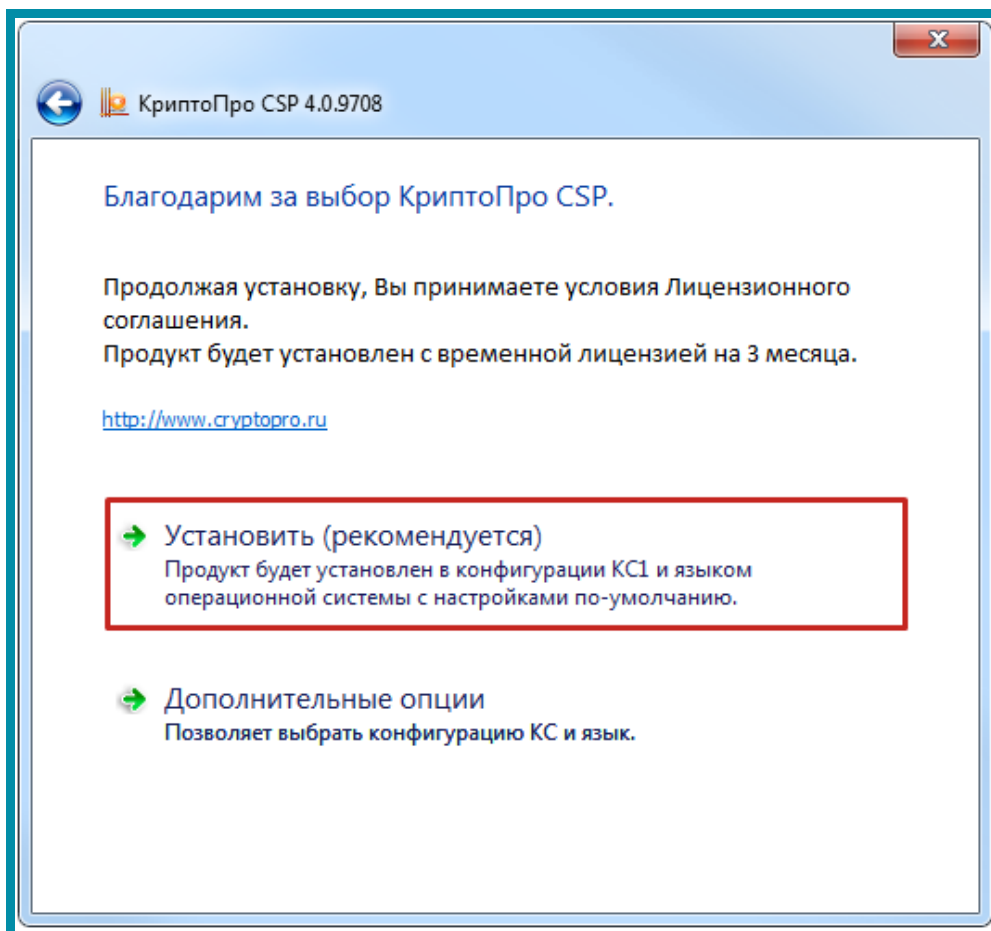 КриптоПро CSP 4.0.9708
Благодарим за выбор КриптоПро CSP.
Продолжая установку, Вы принимаете условия Лицензионного
соглашения.
Продукт будет установлен с временной лицензией на 3 месяца.
http://www.cryptopro.ru
Установить (рекомендуется)
Продукт будет установлен в конфигурации КС1 и языком
операционной системы с настройками по-умолчанию.
Дополнительные опции
Позволяет выбрать конфигурацию КС и язык.